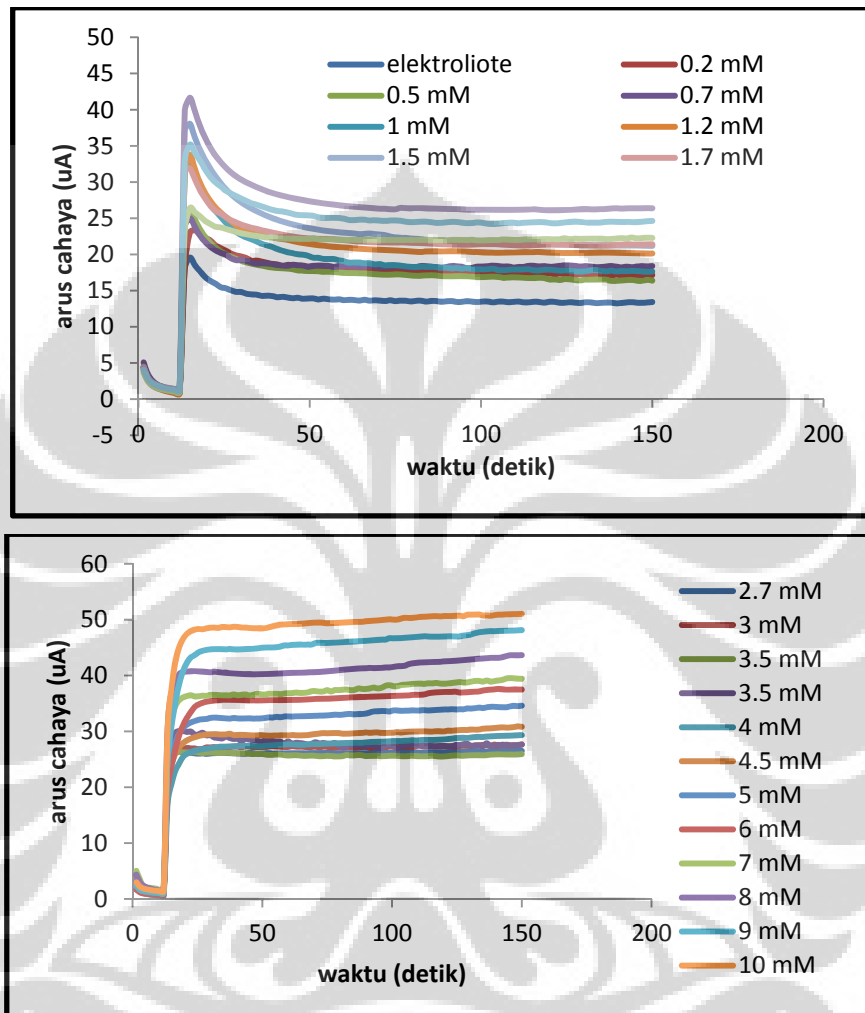 50
45
40
35
30
25
20
15
10
5
0
-5
arus cahaya (uA)
elektroliote 0.2 mM
0.5 mM 0.7 mM
1 mM 1.2 mM
1.5 mM 1.7 mM
0 50 100 150 200
waktu (detik)
60
50
40
30
20
10
0
arus cahaya (uA)
2.7 mM
3 mM
3.5 mM
3.5 mM
4 mM
4.5 mM
5 mM
6 mM
7 mM
8 mM
9 mM
10 mM
0 50 100 150 200
waktu (detik)